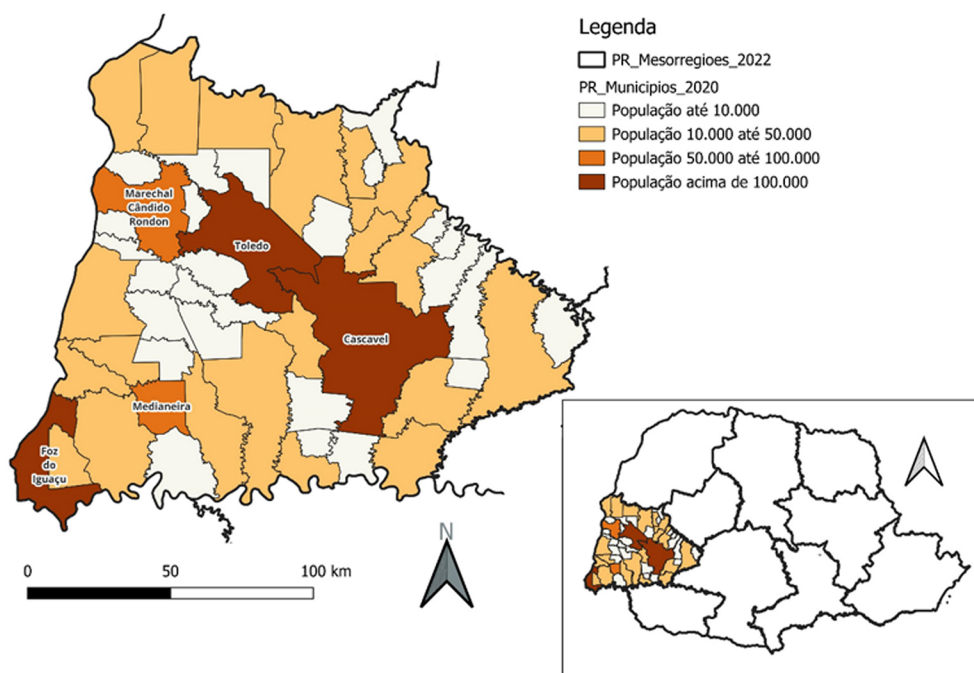 Legenda
PR_Mesorregioes_2022
PR_Municipios_2020
População até 10.000
População 10.000 até 50.000
População 50.000 até 100.000
População acima de 100.000
Marechal
Cândido
Rondon
Toledo
Cascavel
Medianeira
Foz
do
Iguaçu
N
0 50 100 km